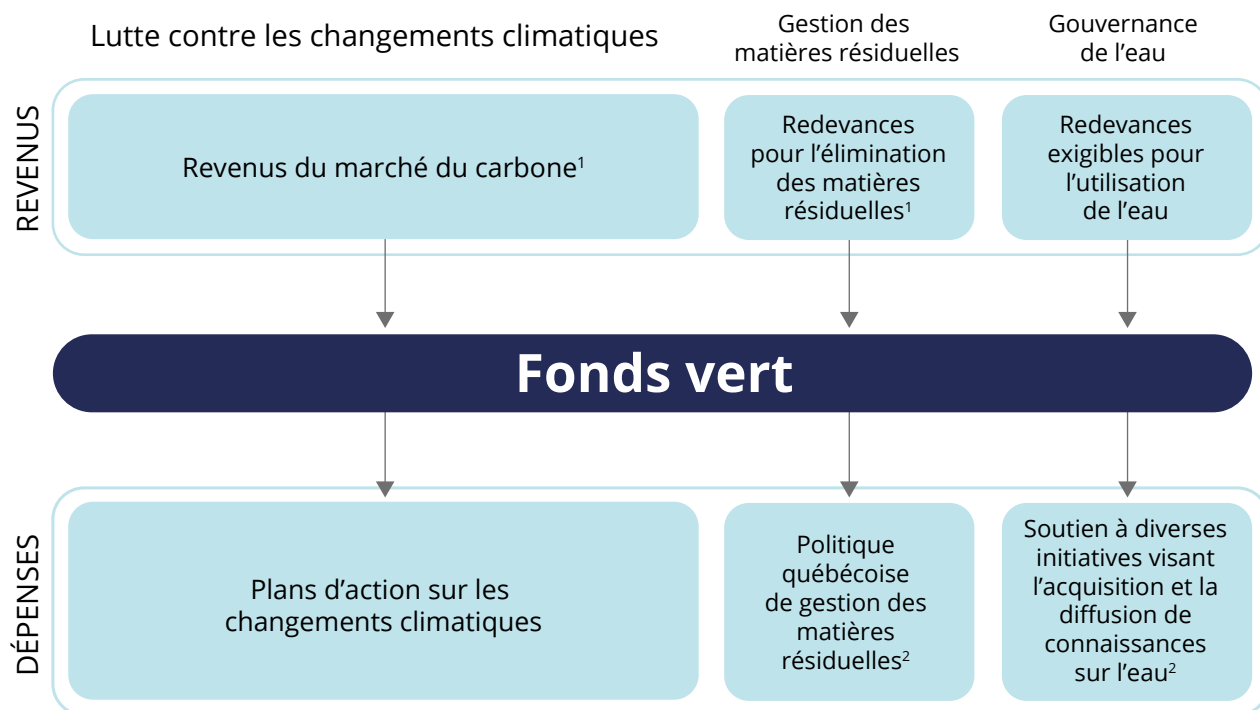 Lutte contre les changements climatiques
Gestion des
matières résiduelles
Gouvernance
de l’eau
REVENUS
Revenus du marché du carbone¹
Redevances
pour l’élimination
des matières
résiduelles¹
Redevances
exigibles pour
l’utilisation
de l’eau
Fonds vert
DÉPENSES
Plans d’action sur les
changements climatiques
Politique
québécoise
de gestion des
matières
résiduelles²
Soutien à diverses
initiatives visant
l’acquisition et la
diffusion de
connaissances
sur l’eau²